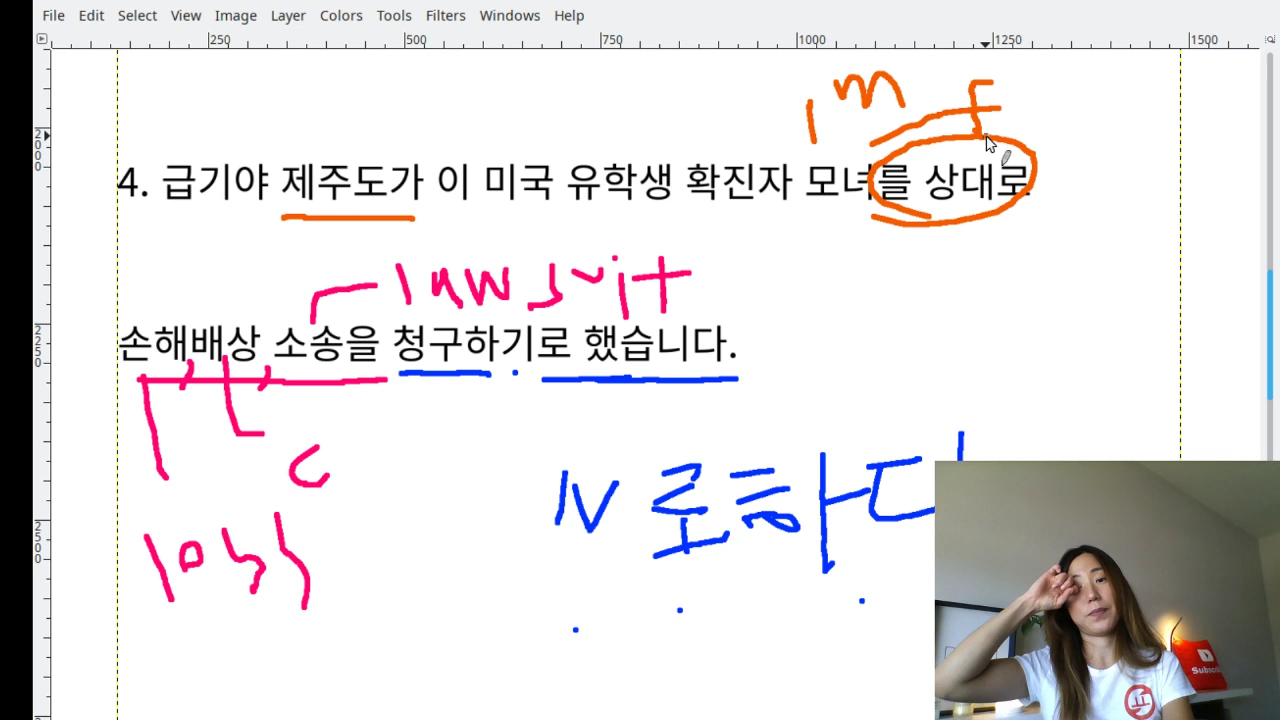 File Edit Select View Image Layer Colors Tools Filters Windows Help
250 500 750 1000 1250 1500
4. 급기야 제주도가 이 미국 유학생 확진자 모녀를 상대로
lawsuit
손해배상 소송을 청구하기로 했습니다.
C
loss
N 로하다
Subsc